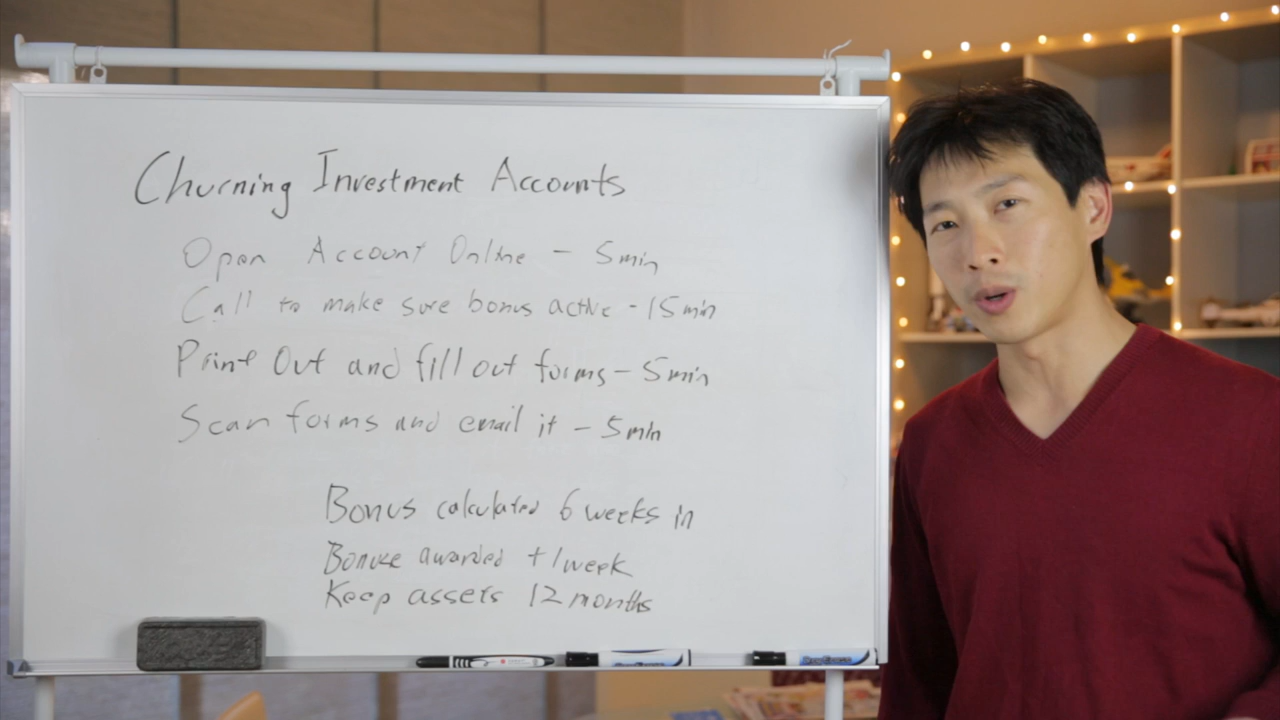 Churning Investment Accounts
Open Account Online - 5min
Call to make sure bonus active - 15min
Print Out and fill out forms - 5min
Scan forms and email it - 5min
Bonus calculated 6 weeks in
Bonuse awarded +1week
Keep assets 12 months